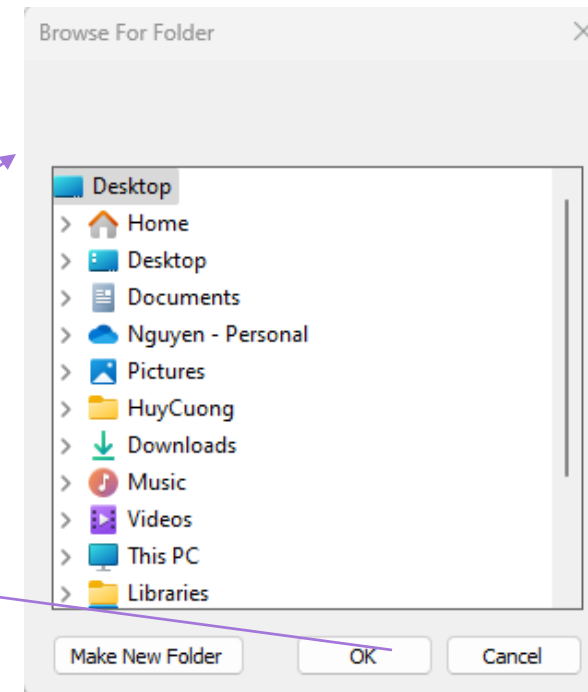 Browse For Folder
Desktop
Home
Desktop
Documents
Nguyen - Personal
Pictures
HuyCuong
Downloads
Music
Videos
This PC
Libraries
Make New Folder OK Cancel